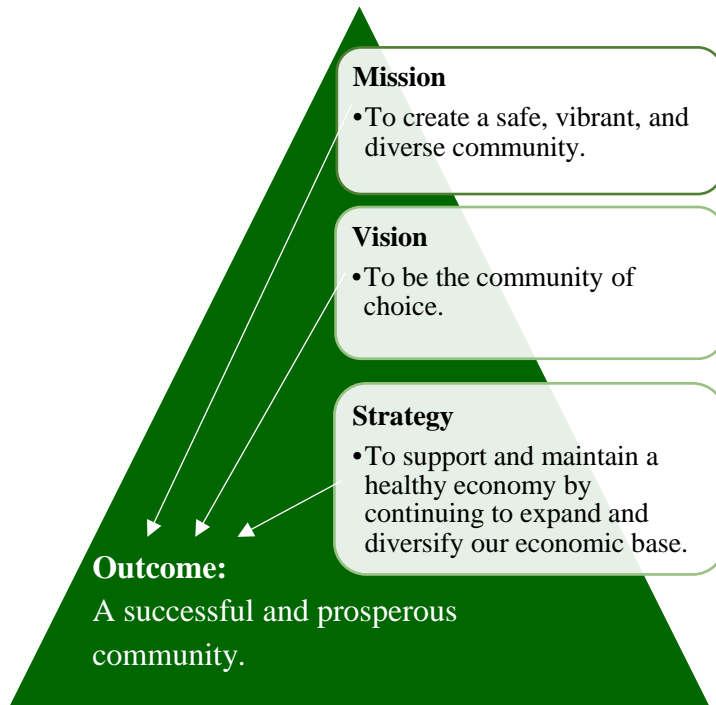 Mission
•To create a safe, vibrant, and
diverse community.
Vision
•To be the community of
choice.
Strategy
•To support and maintain a
healthy economy by
continuing to expand and
diversify our economic base.
Outcome:
A successful and prosperous
community.